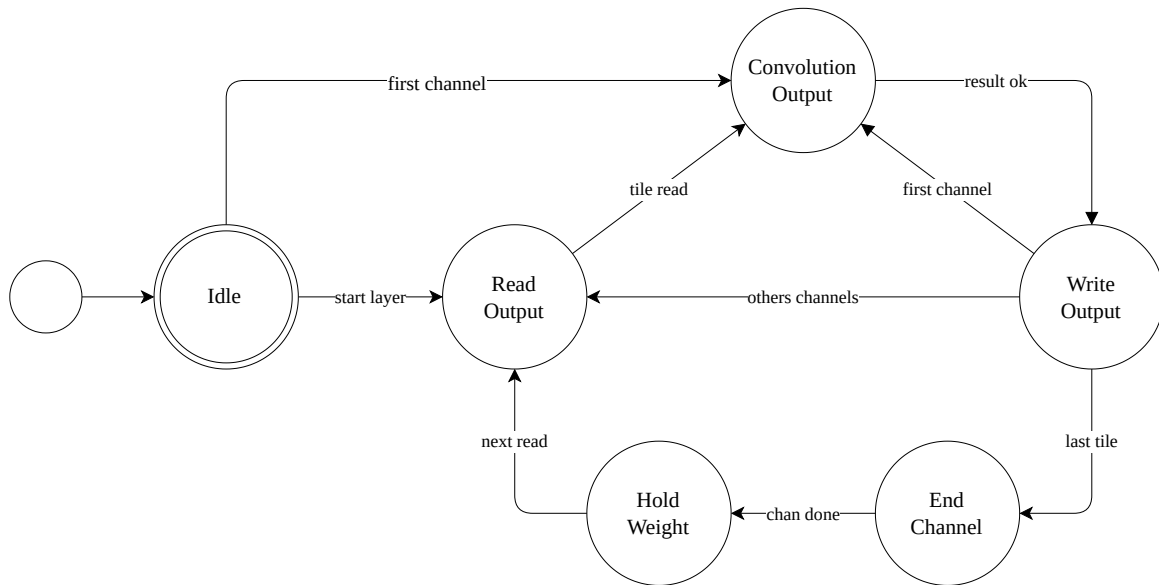 Convolution
Output
first channel
result ok
tile read
first channel
Idle
start layer
Read
Output
others channels
Write
Output
next read
last tile
Hold
Weight
chan done
End
Channel